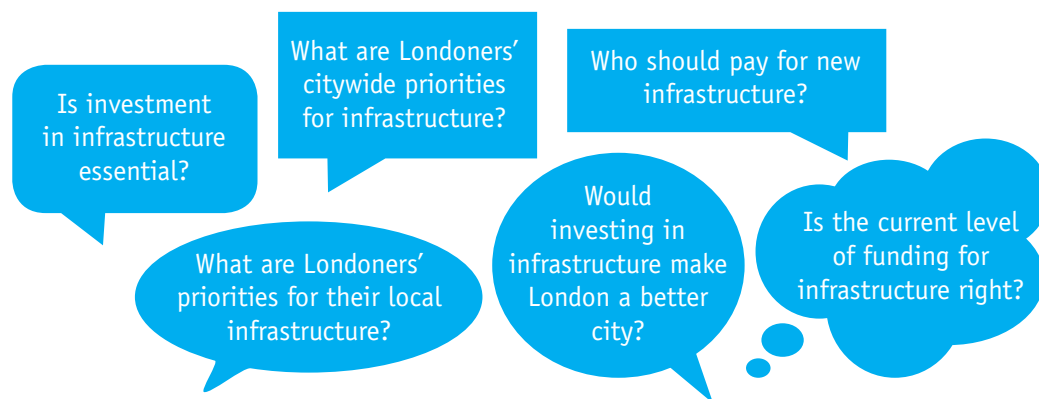 Is investment
in infrastructure
essential?
What are Londoners’
citywide priorities
for infrastructure?
Who should pay for new
infrastructure?
What are Londoners’
priorities for their local
infrastructure?
Would
investing in
infrastructure make
London a better
city?
Is the current level
of funding for
infrastructure right?